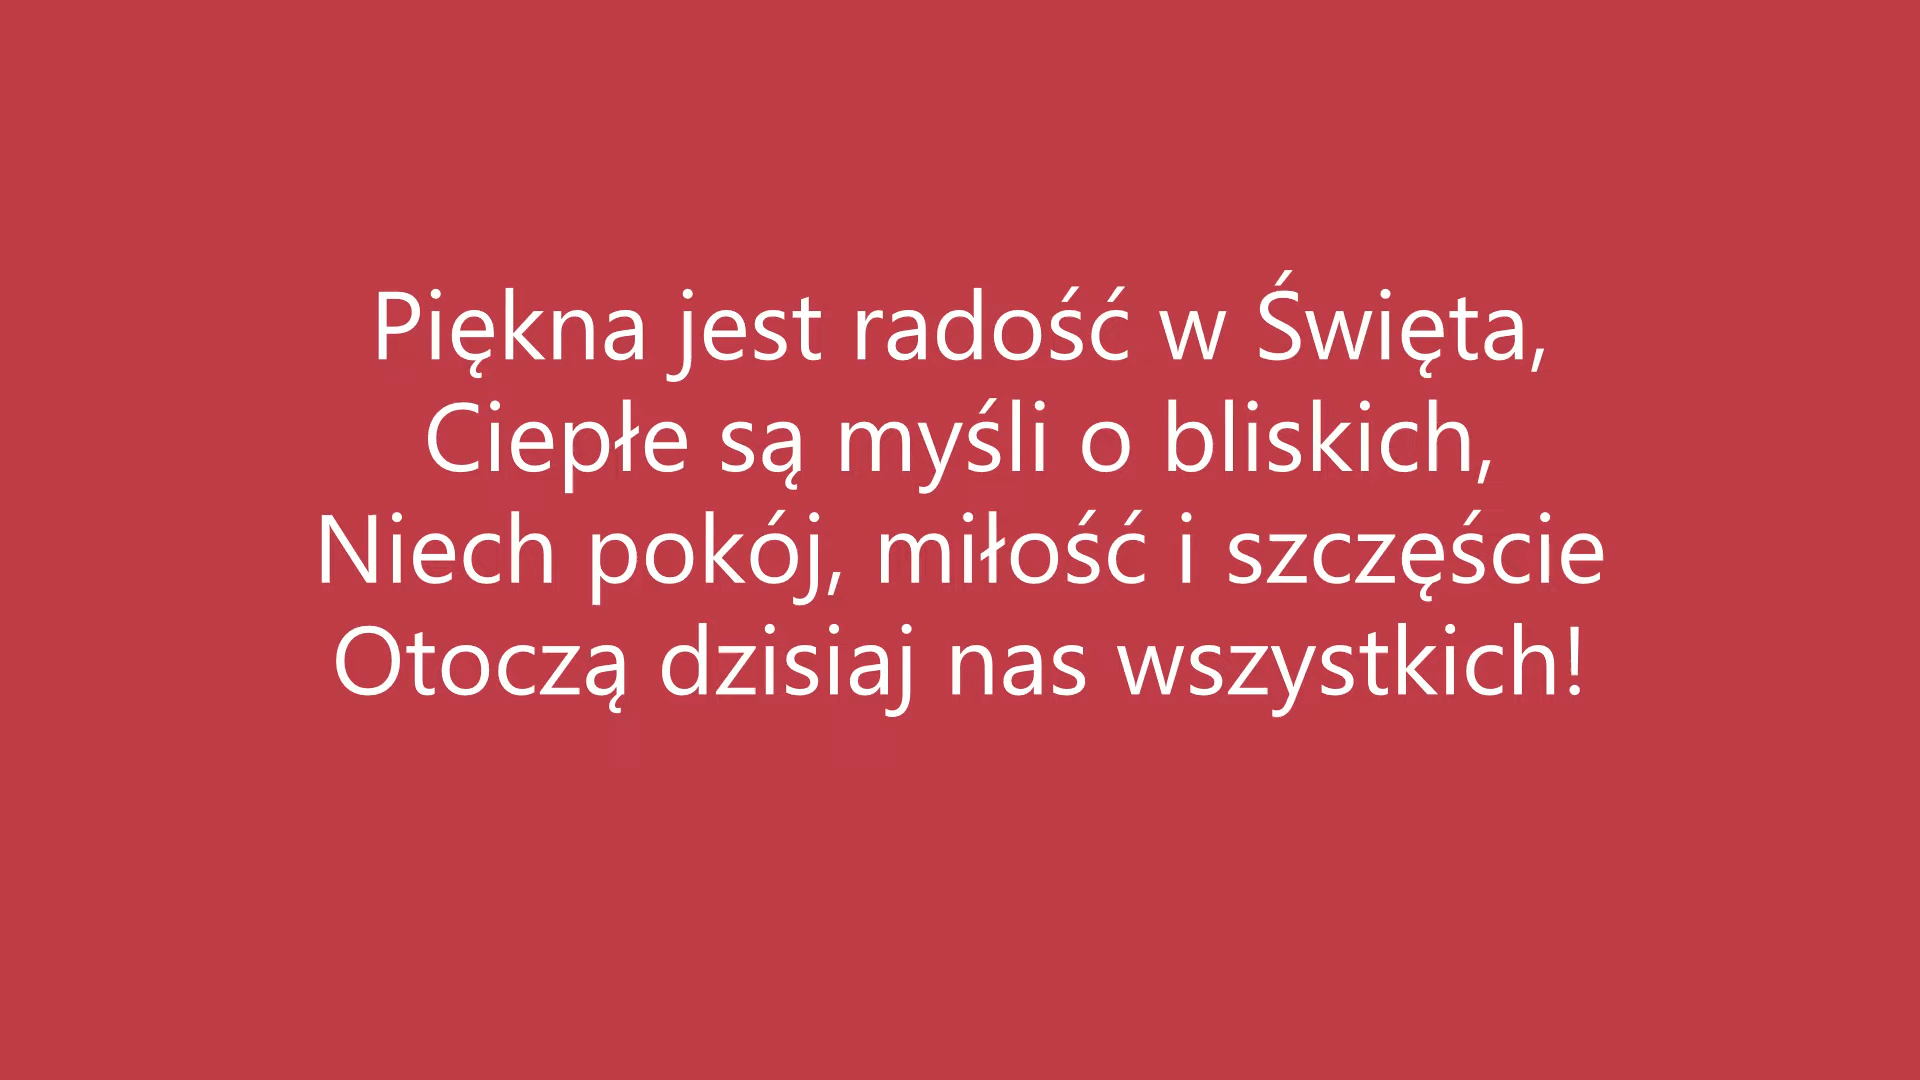 Piękna jest radość w Święta,
Ciepłe są myśli o bliskich,
Niech pokój, miłość i szczęście
Otoczą dzisiaj nas wszystkich!